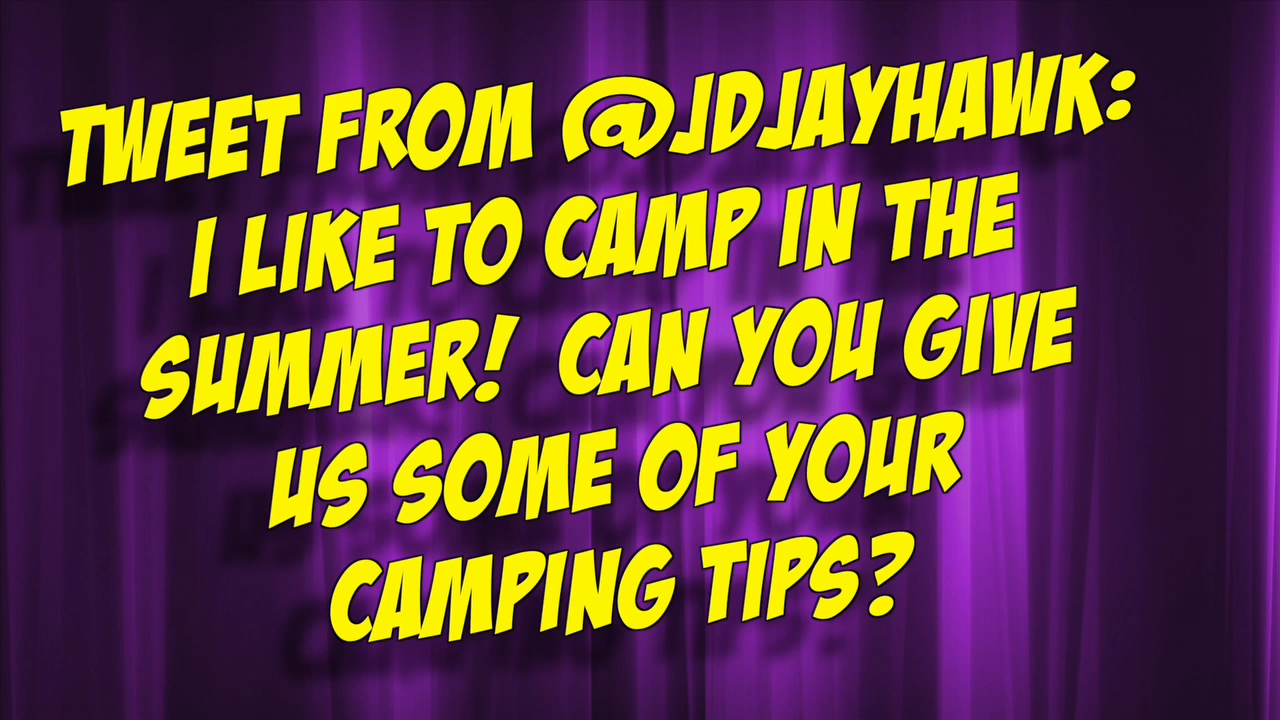 TWEET FROM @JDJAYHAWK:
I LIKE TO CAMP IN THE
SUMMER! CAN YOU GIVE
US SOME OF YOUR
CAMPING TIPS?